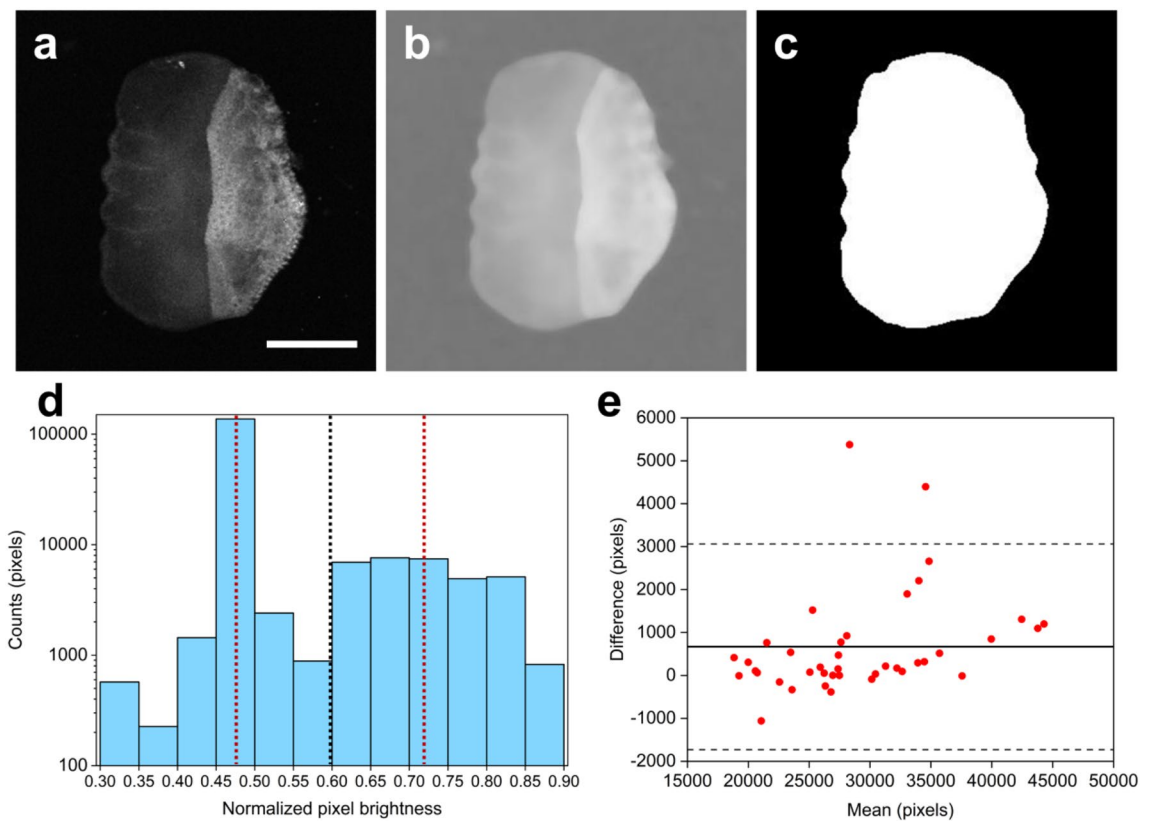 a
b
c
d
100000
10000
1000
100
Counts (pixels)
0.30 0.35 0.40 0.45 0.50 0.55 0.60 0.65 0.70 0.75 0.80 0.85 0.90
Normalized pixel brightness
e
6000
5000
4000
3000
2000
1000
0
-1000
-2000
Difference (pixels)
15000 20000 25000 30000 35000 40000 45000 50000
Mean (pixels)